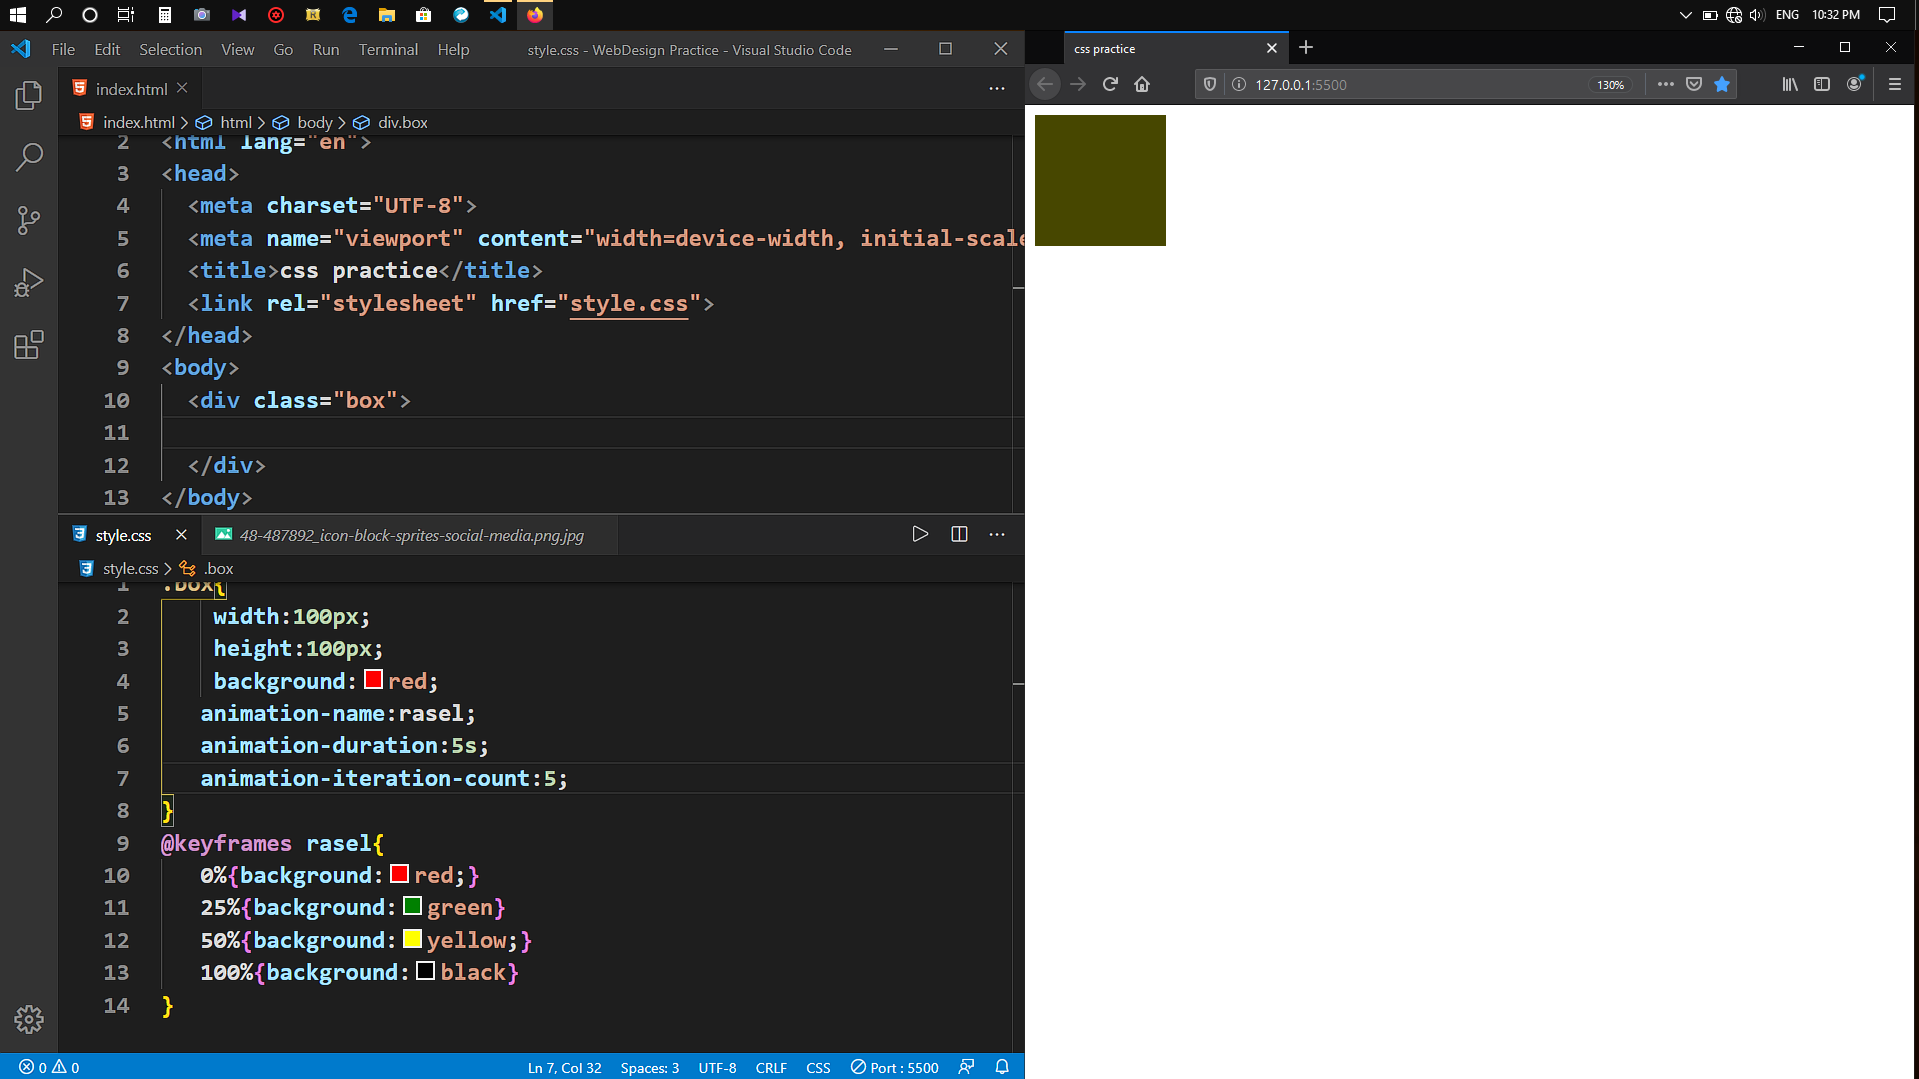 ENG 10:32 PM
File Edit Selection View Go Run Terminal Help style.css - WebDesign Practice - Visual Studio Code
index.html
index.html > html > body > div.box
2 <html lang="en">
3 <head>
4 <meta charset="UTF-8">
5 <meta name="viewport" content="width=device-width, initial-scale
6 <title>css practice</title>
7 <link rel="stylesheet" href="style.css">
8 </head>
9 <body>
10 <div class="box">
11
12 </div>
13 </body>
style.css 48-487892_icon-block-sprites-social-media.png.jpg
style.css > .box
1 .box{
2 width:100px;
3 height:100px;
4 background:red;
5 animation-name:rasel;
6 animation-duration:5s;
7 animation-iteration-count:5;
8 }
9 @keyframes rasel{
10 0%{background:red;}
11 25%{background:green}
12 50%{background:yellow;}
13 100%{background:black}
14 }
0 0 Ln 7, Col 32 Spaces: 3 UTF-8 CRLF CSS Port : 5500
css practice
127.0.0.1:5500 130%